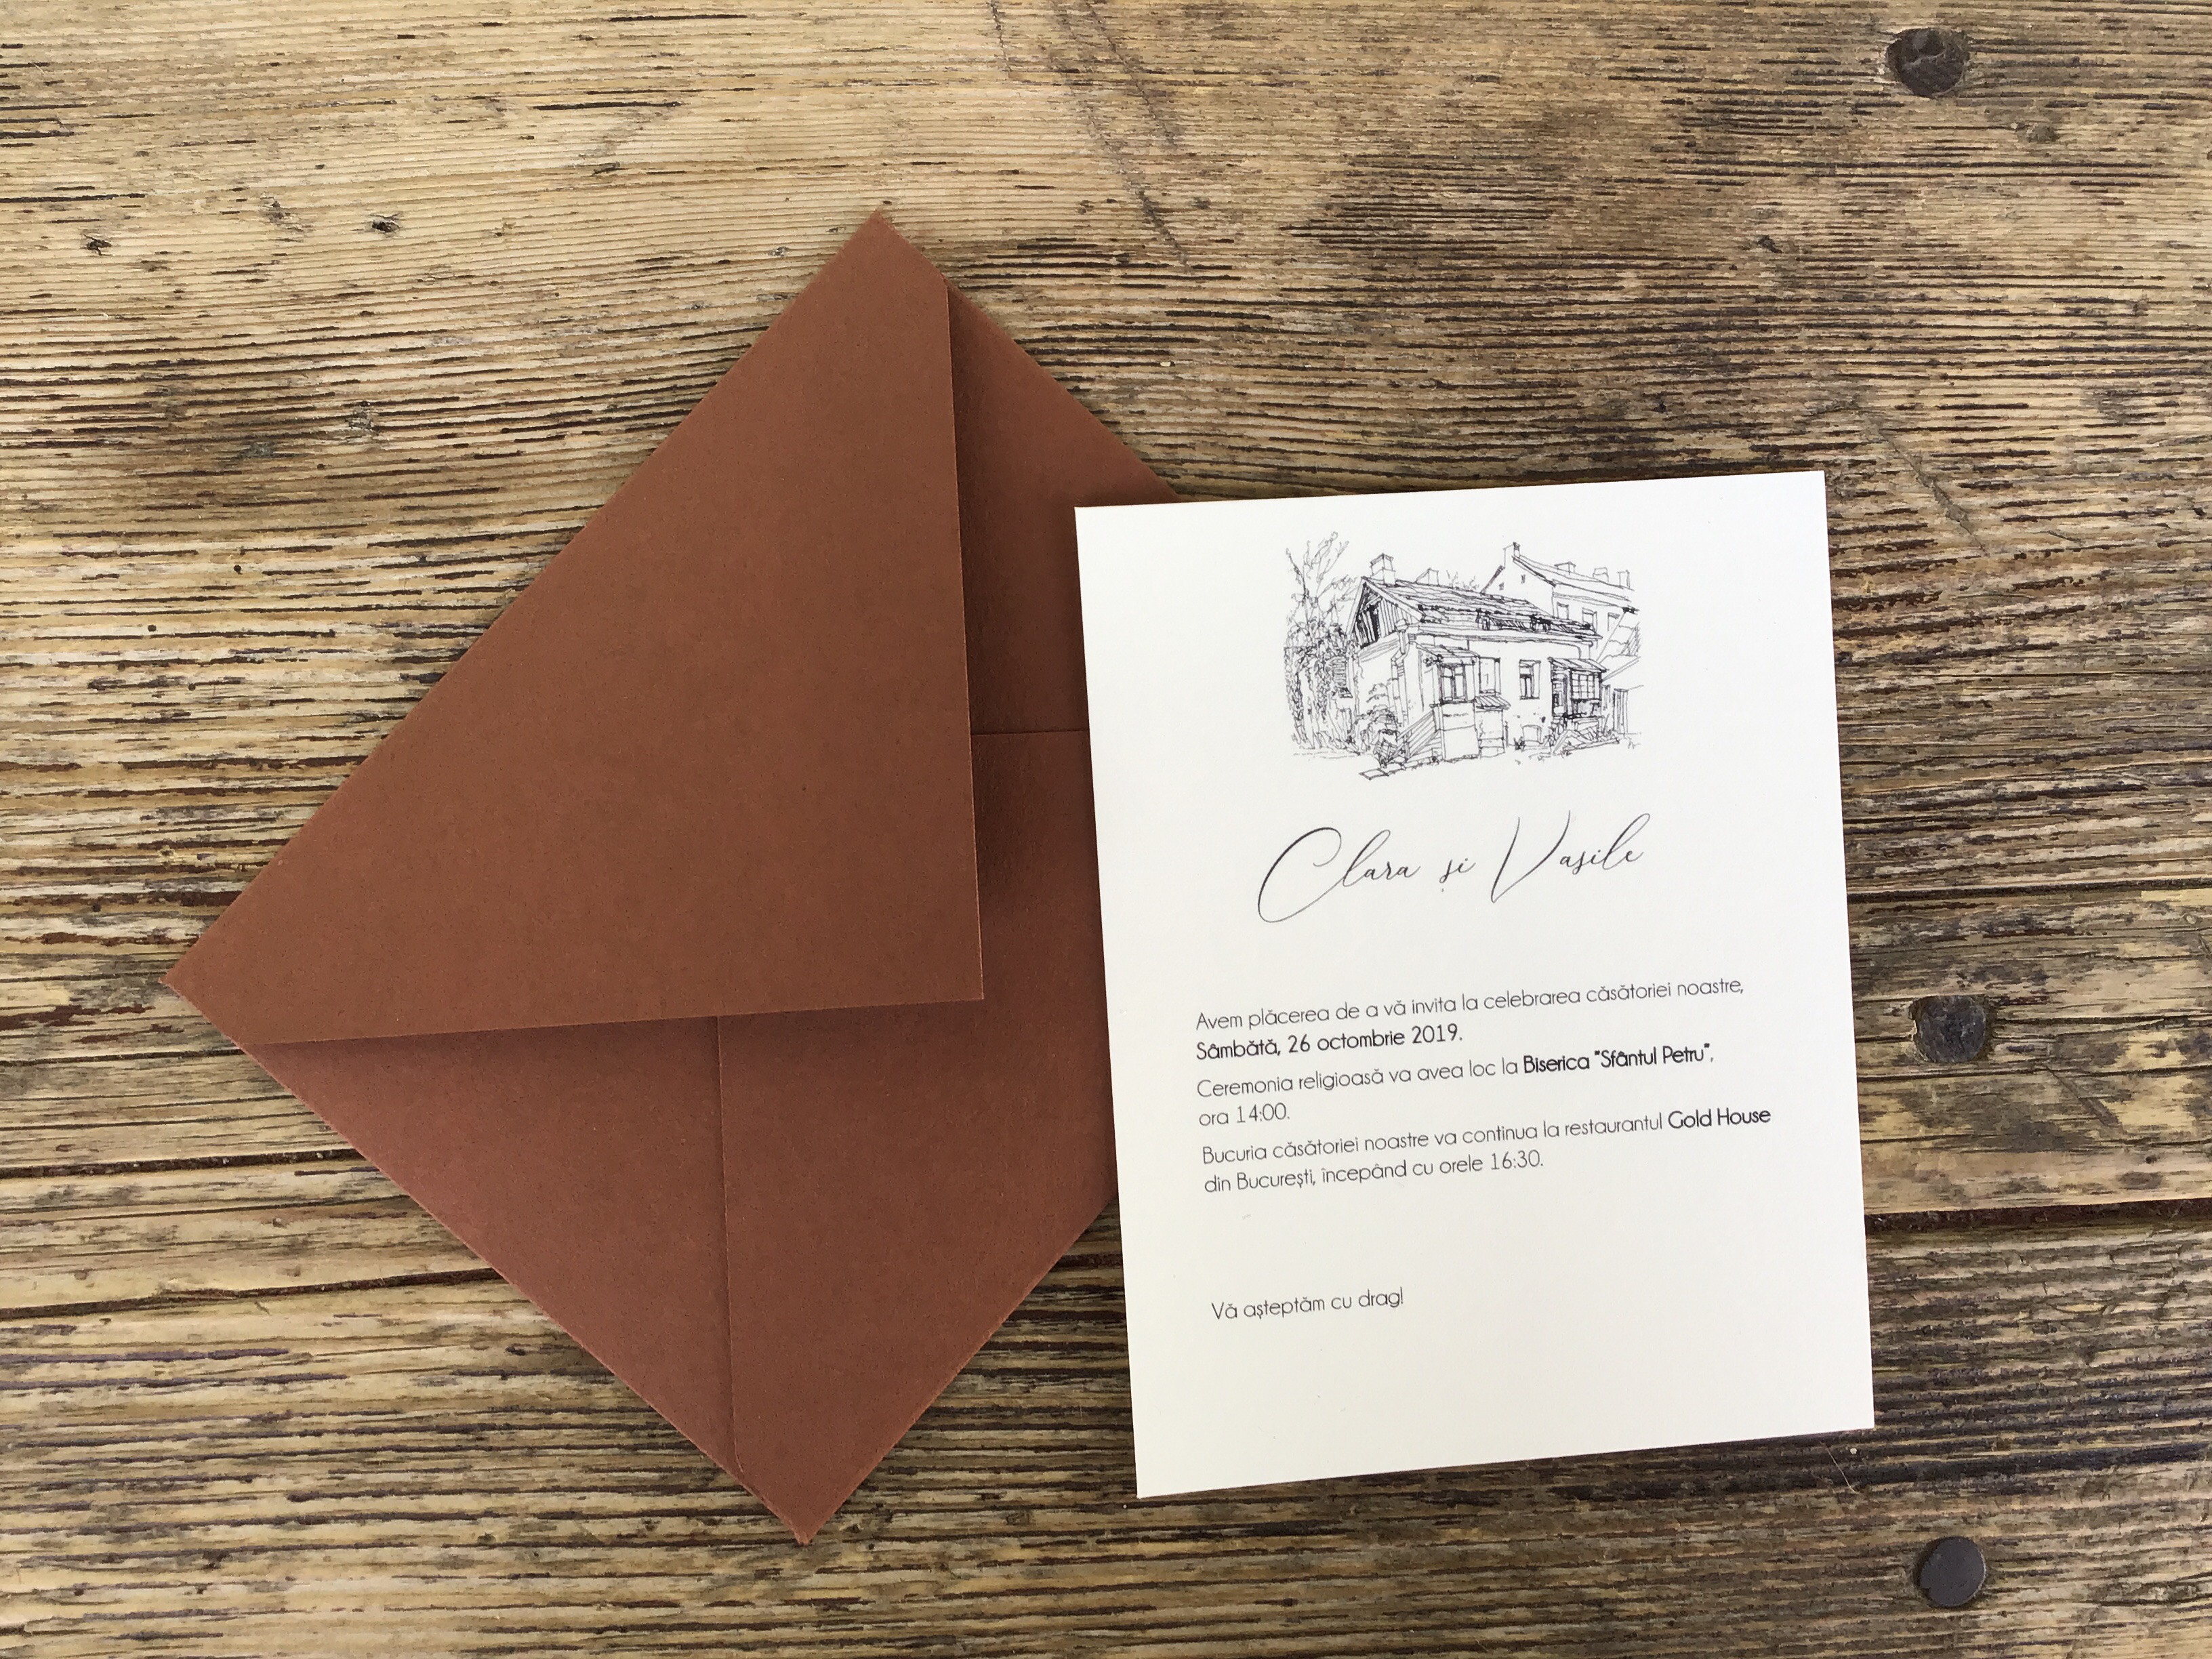 Clara și Vasile
Avem plăcerea de a vă invita la celebrarea căsătoriei noastre,
Sâmbătă, 26 octombrie 2019.
Ceremonia religioasă va avea loc la Biserica "Sfântul Petru",
ora 14:00.
Bucuria căsătoriei noastre va continua la restaurantul Gold House
din București, începând cu orele 16:30.
Vă așteptăm cu drag!